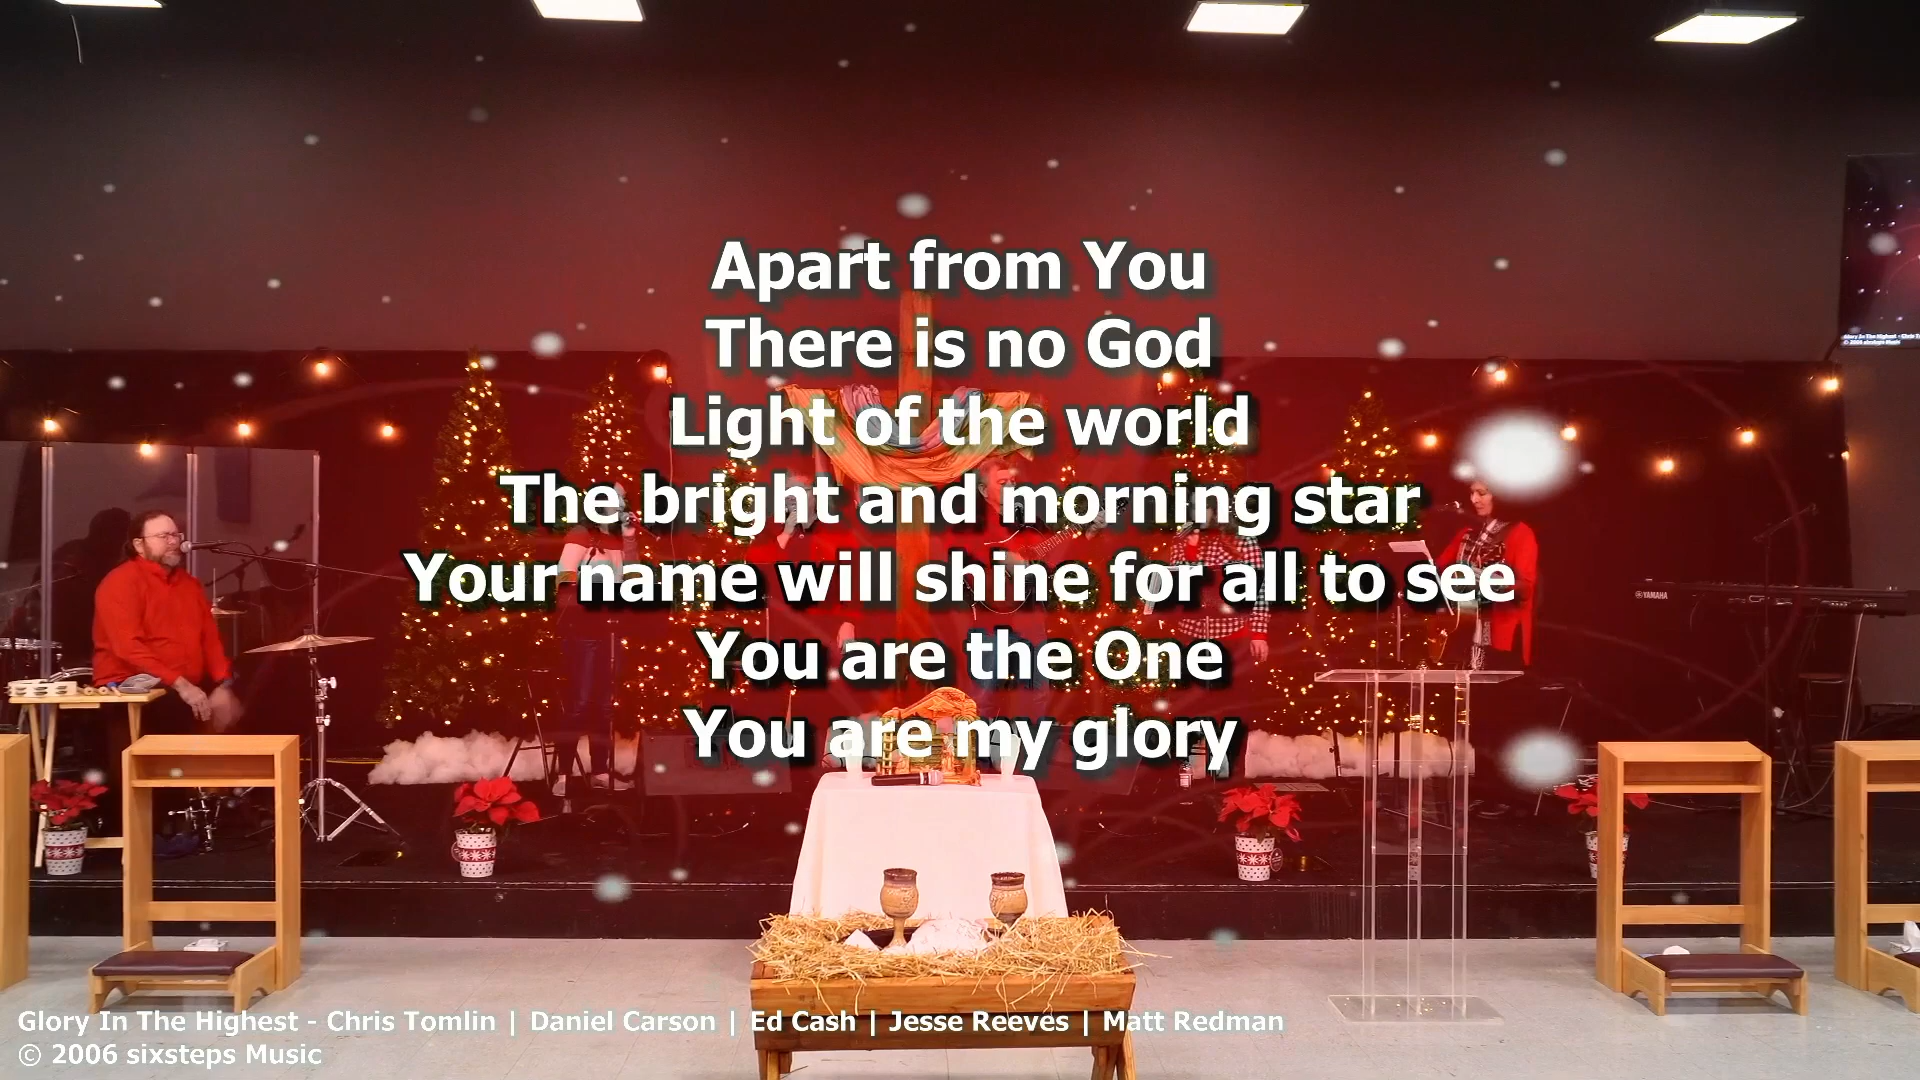 Apart from You
There is no God
Light of the world
The bright and morning star
Your name will shine for all to see
You are the One
You are my glory
YAMAHA
Glory In The Highest - Chris Tomlin | Daniel Carson | Ed Cash | Jesse Reeves | Matt Redman
© 2006 sixsteps Music